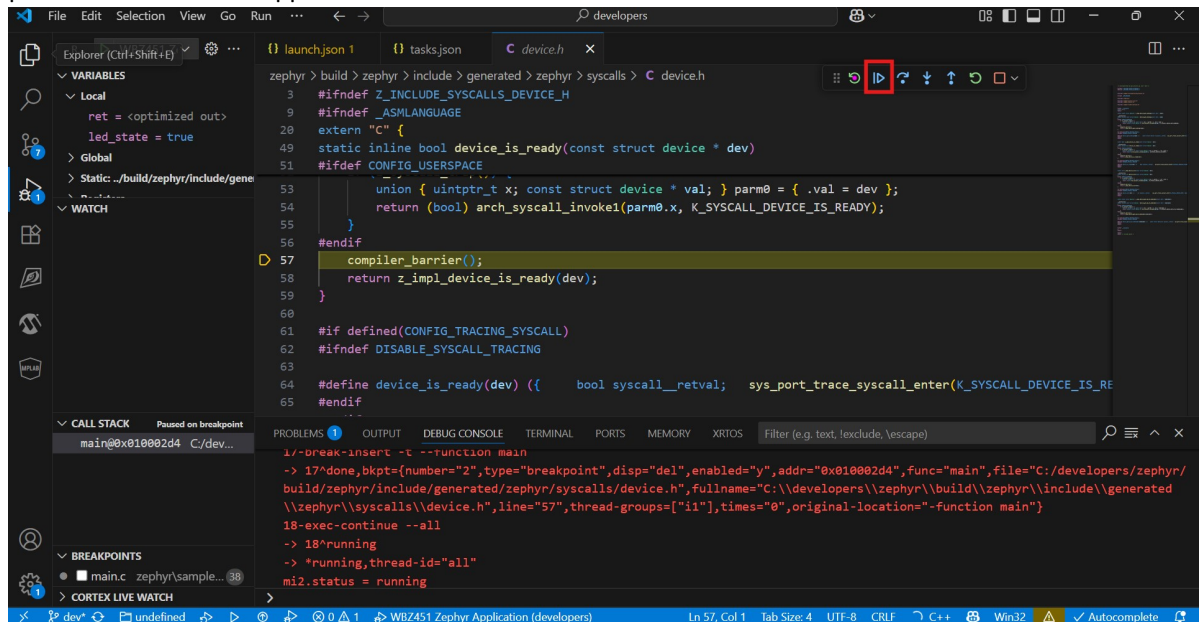 File Edit Selection View Go Run ··· developers
Explorer (Ctrl+Shift+E)
launch.json 1 tasks.json C device.h
zephyr > build > zephyr > include > generated > zephyr > syscalls > C device.h
VARIABLES
Local
ret = <optimized out>
led_state = true
Global
Static: ../build/zephyr/include/gene
WATCH
3 #ifndef Z_INCLUDE_SYSCALLS_DEVICE_H
9 #ifndef _ASMLANGUAGE
20 extern "C" {
49 static inline bool device_is_ready(const struct device * dev)
51 #ifdef CONFIG_USERSPACE
53 union { uintptr_t x; const struct device * val; } parm0 = { .val = dev };
54 return (bool) arch_syscall_invoke1(parm0.x, K_SYSCALL_DEVICE_IS_READY);
55 }
56 #endif
57 compiler_barrier();
58 return z_impl_device_is_ready(dev);
59 }
60
61 #if defined(CONFIG_TRACING_SYSCALL)
62 #ifndef DISABLE_SYSCALL_TRACING
63
64 #define device_is_ready(dev) ({ bool syscall__retval; sys_port_trace_syscall_enter(K_SYSCALL_DEVICE_IS_RE
65 #endif
7
1
MPLAB
CALL STACK Paused on breakpoint
main@0x010002d4 C:/dev...
PROBLEMS 1 OUTPUT DEBUG CONSOLE TERMINAL PORTS MEMORY XRTOS Filter (e.g. text, !exclude, \escape)
17-break-insert -t --function main
-> 17^done,bkpt={number="2",type="breakpoint",disp="del",enabled="y",addr="0x010002d4",func="main",file="C:/developers/zephyr/
build/zephyr/include/generated/zephyr/syscalls/device.h",fullname="C:\\developers\\zephyr\\build\\zephyr\\include\\generated
\\zephyr\\syscalls\\device.h",line="57",thread-groups=["i1"],times="0",original-location="-function main"}
18-exec-continue --all
-> 18^running
-> *running,thread-id="all"
mi2.status = running
>
BREAKPOINTS
main.c zephyr\sample... 38
CORTEX LIVE WATCH
1
dev* undefined 0 1 WBZ451 Zephyr Application (developers) Ln 57, Col 1 Tab Size: 4 UTF-8 CRLF C++ Win32 Autocomplete